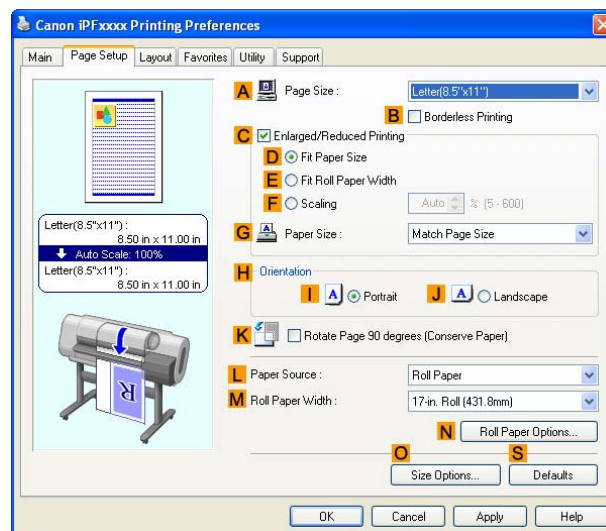 Canon iPFxxxx Printing Preferences
Main Page Setup Layout Favorites Utility Support
A Page Size : Letter(8.5"x11")
B Borderless Printing
C Enlarged/Reduced Printing
D Fit Paper Size
E Fit Roll Paper Width
F Scaling Auto % (5 - 600)
G Paper Size : Match Page Size
Letter(8.5"x11") :
8.50 in x 11.00 in
Auto Scale: 100%
Letter(8.5"x11") :
8.50 in x 11.00 in
H Orientation
I A Portrait J A Landscape
K Rotate Page 90 degrees (Conserve Paper)
R
L Paper Source : Roll Paper
M Roll Paper Width : 17-in. Roll (431.8mm)
N Roll Paper Options...
O S
Size Options... Defaults
OK Cancel Apply Help